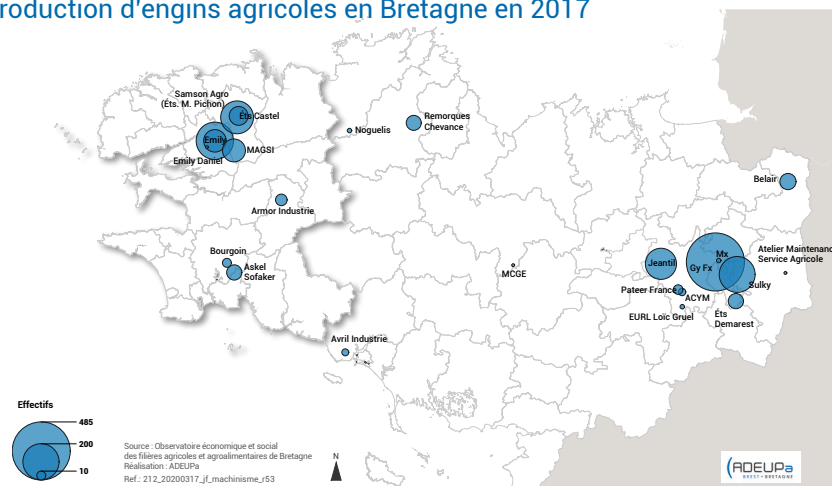 roduction d'engins agricoles en Bretagne en 2017
Samson Agro
(Éts. M. Pichon)
Éts Castel
Emily
MAGSI
Emily Daniel
Noguelis
Remorques
Chevance
Armor Industrie
Bourgoin
Askel
Sofaker
Avril Industrie
MCGE
Belair
Jeantil
Mx
Gy Fx
Atelier Maintenanc
Service Agricole
Sulky
Pateer France
ACYM
EURL Loïc Gruel
Éts
Demarest
Effectifs
485
200
10
Source : Observatoire économique et social
des filières agricoles et agroalimentaires de Bretagne
Réalisation : ADEUPa
Ref.: 212_20200317_jf_machinisme_r53
N
ADEUPa
BREST • BRETAGNE